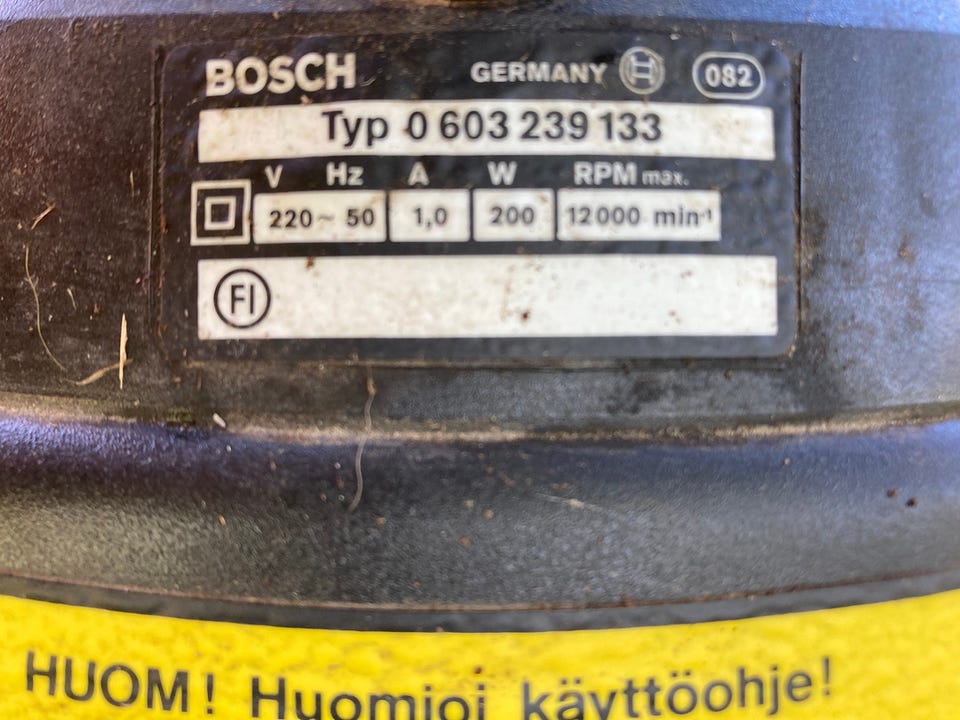 BOSCH GERMANY 082
Typ 0 603 239 133
V Hz A W RPM max.
220 ~ 50 1,0 200 12000 min-1
FI
HUOM! Huomioi käyttöohje!